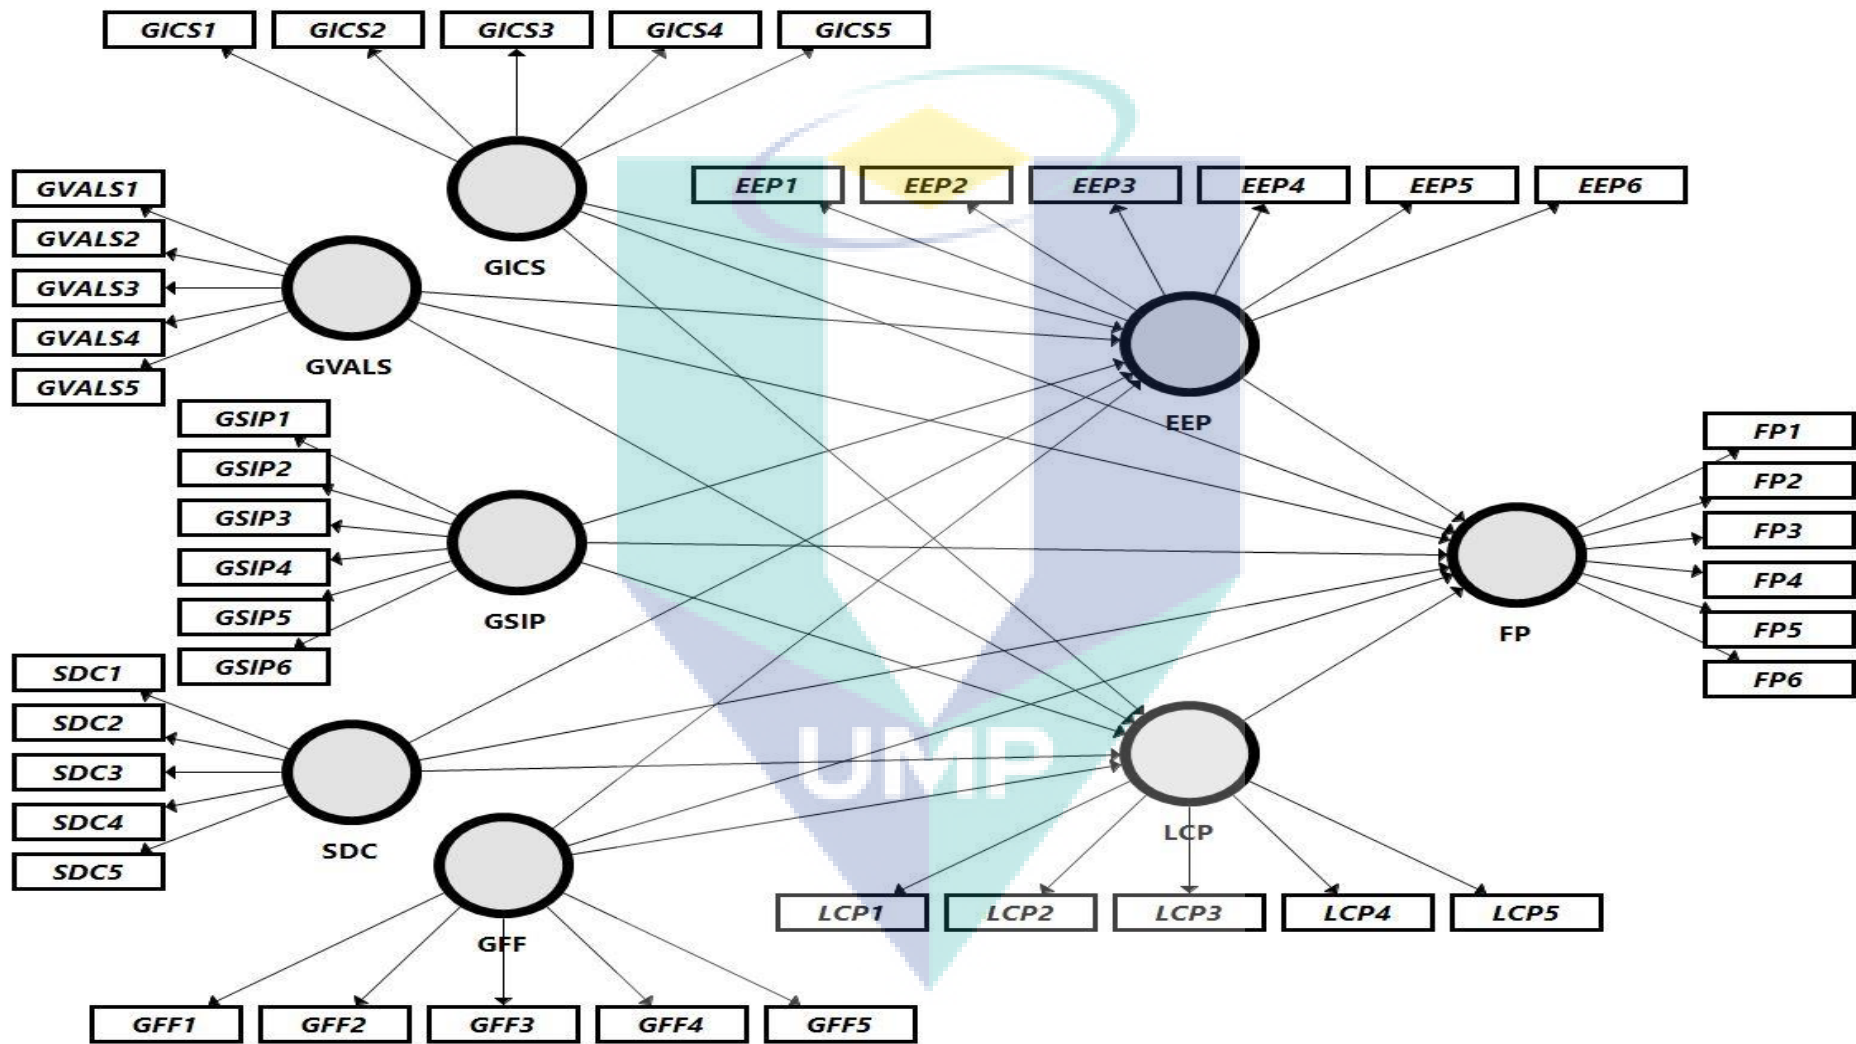 GICS1 GICS2 GICS3 GICS4 GICS5
GICS
GVALS1
GVALS2
GVALS3
GVALS4
GVALS5
GVALS
EEP1 EEP2 EEP3 EEP4 EEP5 EEP6
EEP
GSIP1
GSIP2
GSIP3
GSIP4
GSIP5
GSIP6
GSIP
FP1
FP2
FP3
FP4
FP5
FP6
FP
SDC1
SDC2
SDC3
SDC4
SDC5
SDC
UMP
LCP
LCP1 LCP2 LCP3 LCP4 LCP5
GFF
GFF1 GFF2 GFF3 GFF4 GFF5